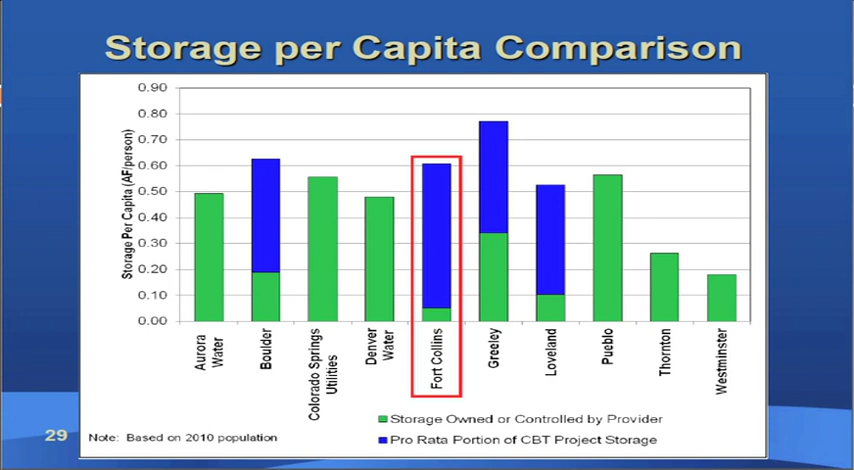 Storage per Capita Comparison
Storage Per Capita (AF/person)
0.90
0.80
0.70
0.60
0.50
0.40
0.30
0.20
0.10
0.00
Aurora
Water
Boulder
Colorado Springs
Utilities
Denver
Water
Fort Collins
Greeley
Loveland
Pueblo
Thornton
Westminster
Storage Owned or Controlled by Provider
Pro Rata Portion of CBT Project Storage
Note: Based on 2010 population
29